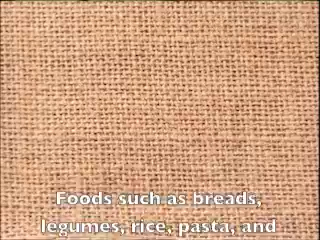 Foods such as breads,
legumes, rice, pasta, and